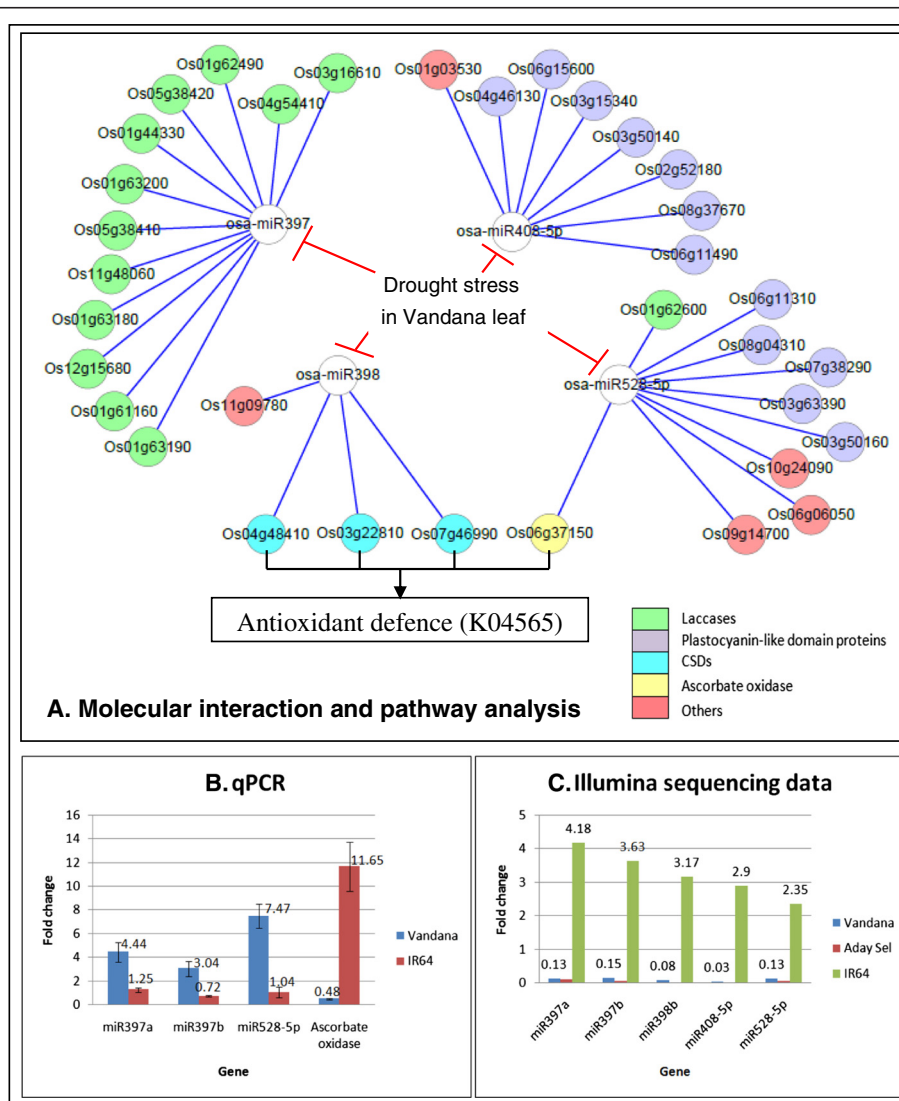 Os01g62490
Os03g16610
Os05g38420
Os04g54410
Os01g44330
Os01g63200
Os05g38410
osa-miR397
Os11g48060
Os01g63180
Os12g15680
Os01g61160
Os01g63190
Os01g03530
Os06g15600
Os04g46130
Os03g15340
Os03g50140
Os02g52180
Os08g37670
osa-miR408-5p
Os06g11490
Drought stress
in Vandana leaf
Os01g62600
Os06g11310
Os08g04310
Os07g38290
osa-miR528-5p
Os03g63390
Os03g50160
Os10g24090
Os06g06050
Os09g14700
osa-miR398
Os11g09780
Os04g48410
Os03g22810
Os07g46990
Os06g37150
Antioxidant defence (K04565)
Laccases
Plastocyanin-like domain proteins
CSDs
Ascorbate oxidase
Others
A. Molecular interaction and pathway analysis
B. qPCR
Fold change
16
14
12
10
8
6
4
2
0
4.44
1.25
3.04
0.72
7.47
1.04
0.48
11.65
miR397a
miR397b
miR528-5p
Ascorbate
oxidase
Gene
Vandana
IR64
C. Illumina sequencing data
Fold change
5
4
3
2
1
0
0.13
4.18
0.15
3.63
0.08
3.17
0.03
2.9
0.13
2.35
miR397a
miR397b
miR398b
miR408-5p
miR528-5p
Gene
Vandana
Aday Sel
IR64